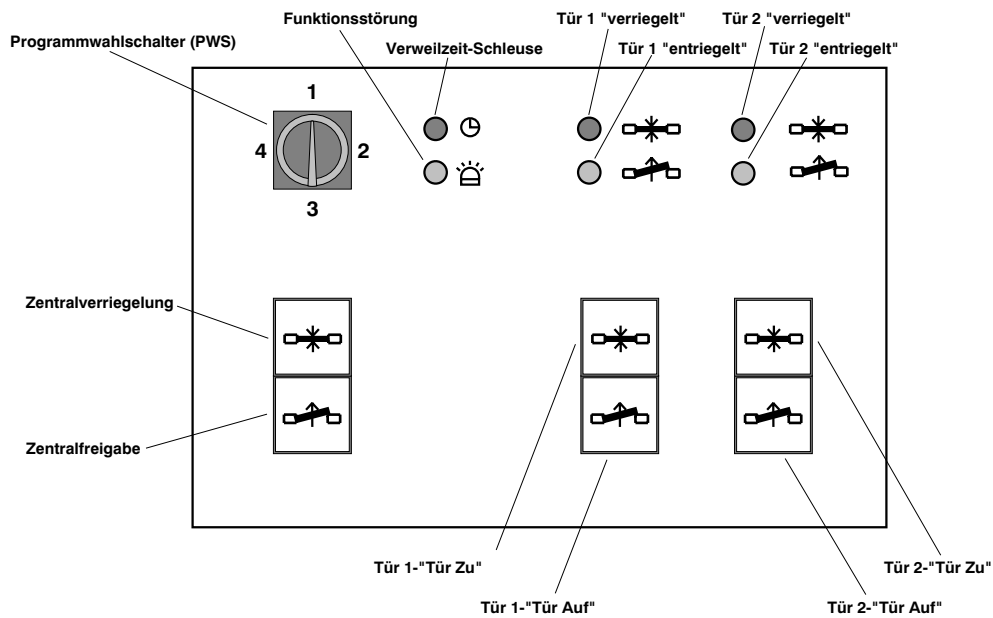 Funktionsstörung
Tür 1 "verriegelt"
Tür 2 "verriegelt"
Programmwahlschalter (PWS)
Verweilzeit-Schleuse
Tür 1 "entriegelt"
Tür 2 "entriegelt"
1
4
2
3
Zentralverriegelung
Zentralfreigabe
Tür 1-"Tür Zu"
Tür 2-"Tür Zu"
Tür 1-"Tür Auf"
Tür 2-"Tür Auf"